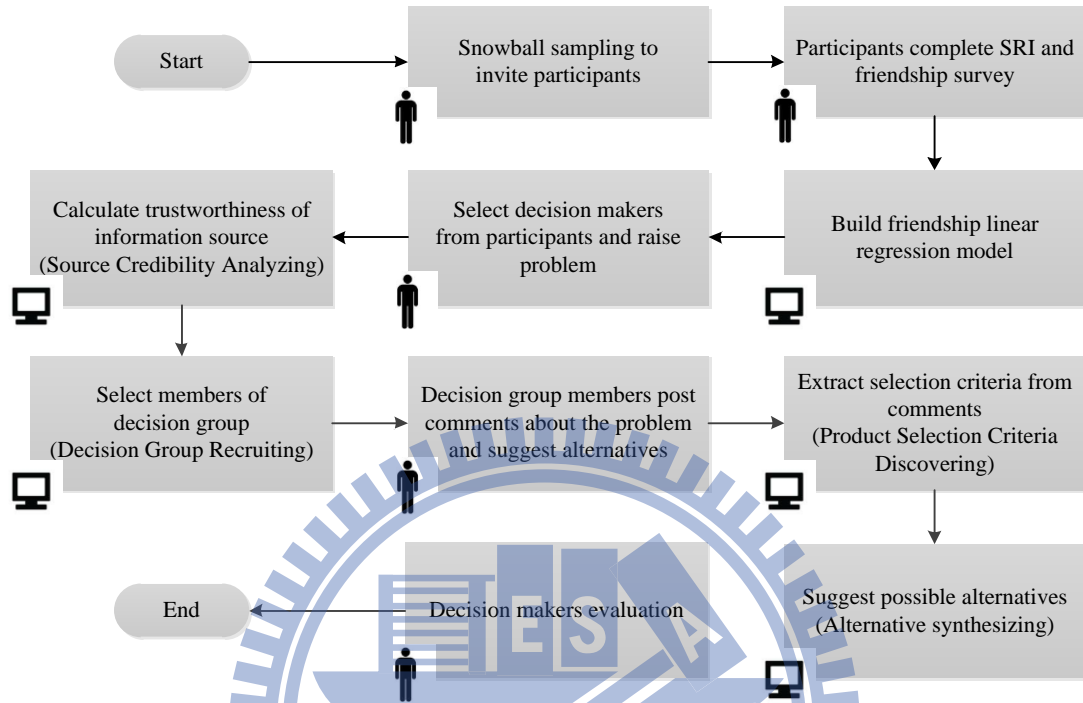 Start
Snowball sampling to
invite participants
Participants complete SRI and
friendship survey
Calculate trustworthiness of
information source
(Source Credibility Analyzing)
Select decision makers
from participants and raise
problem
Build friendship linear
regression model
Select members of
decision group
(Decision Group Recruiting)
Decision group members post
comments about the problem
and suggest alternatives
Extract selection criteria from
comments
(Product Selection Criteria
Discovering)
End
Decision makers evaluation
Suggest possible alternatives
(Alternative synthesizing)
E S A